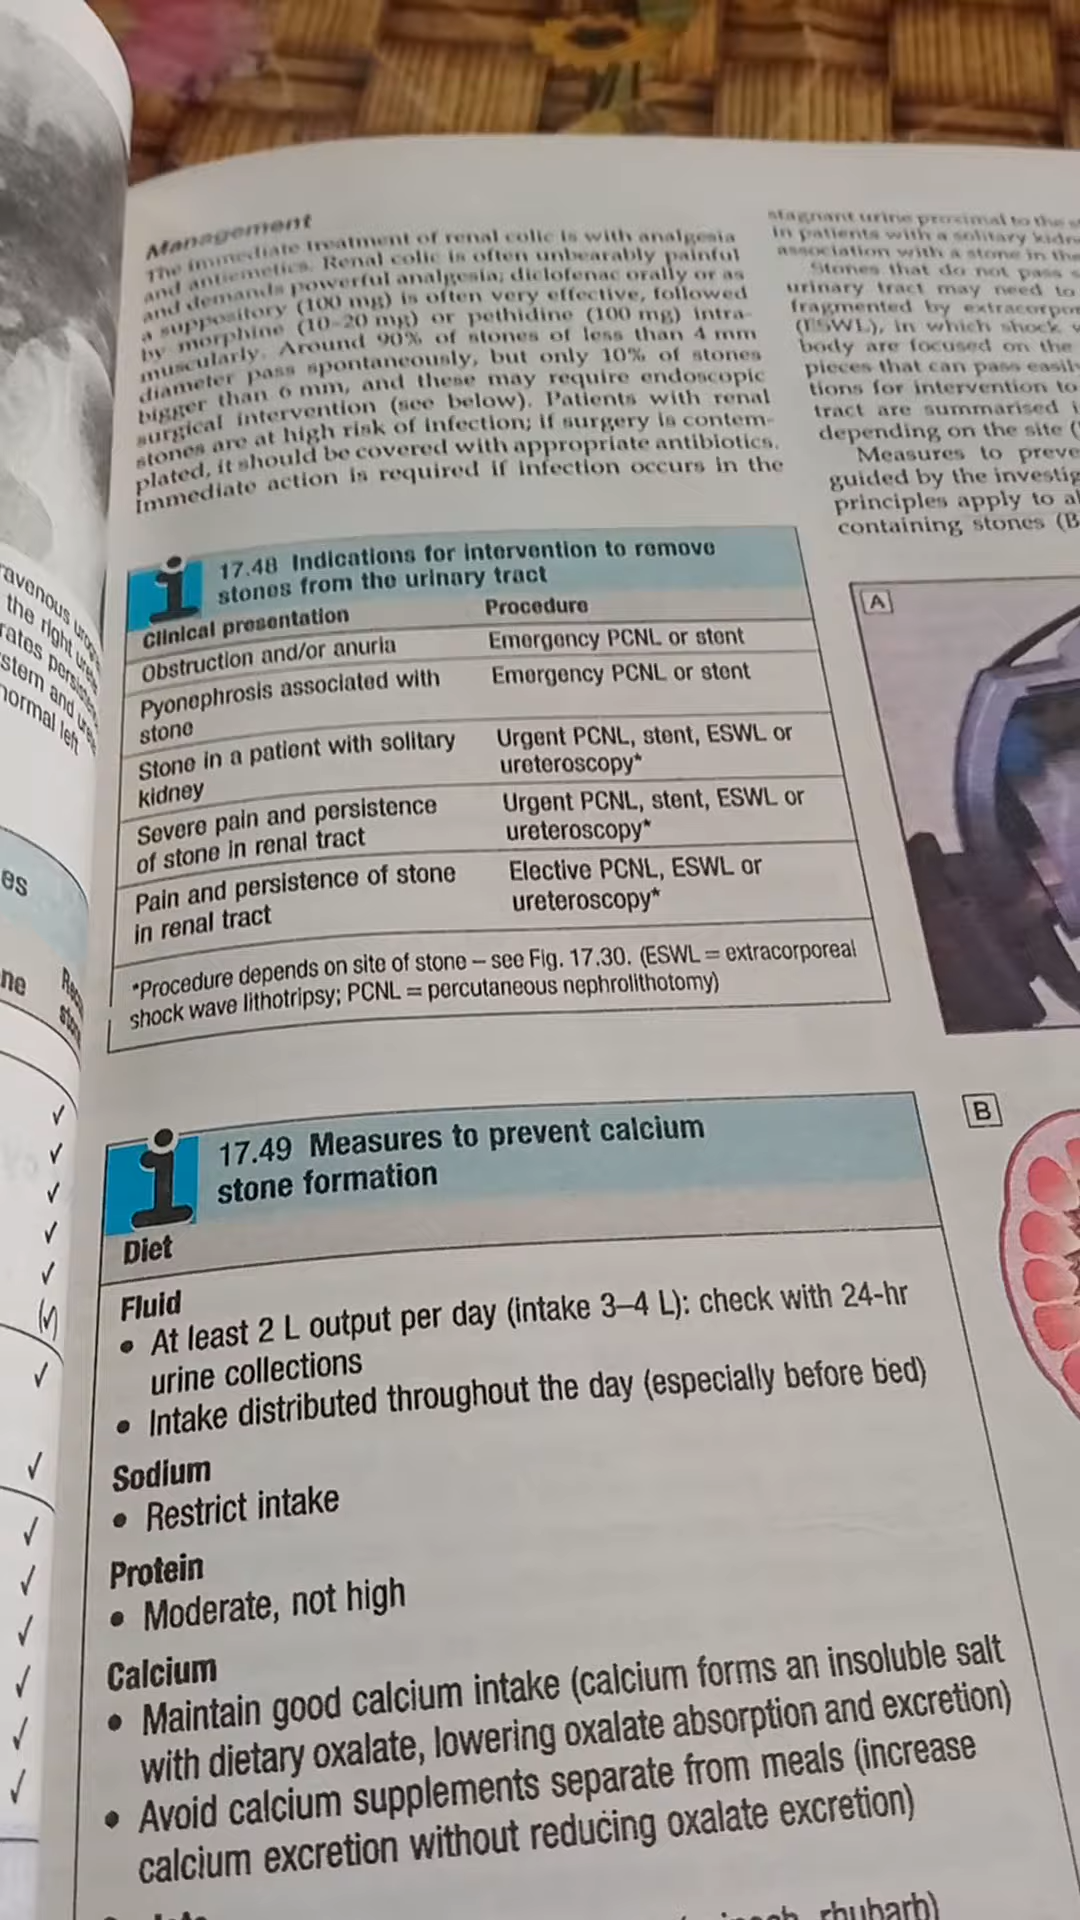 Management
The immediate treatment of renal colic is with analgesia
and antiemetics. Renal colic is often unbearably painful
and demands powerful analgesia; diclofenac orally or as
a suppository (100 mg) is often very effective, followed
by morphine (10–20 mg) or pethidine (100 mg) intra-
muscularly. Around 90% of stones of less than 4 mm
diameter pass spontaneously, but only 10% of stones
bigger than 6 mm, and these may require endoscopic
surgical intervention (see below). Patients with renal
stones are at high risk of infection; if surgery is contem-
plated, it should be covered with appropriate antibiotics.
Immediate action is required if infection occurs in the
17.48 Indications for intervention to remove
stones from the urinary tract
Clinical presentation Procedure
Obstruction and/or anuria Emergency PCNL or stent
Pyonephrosis associated with Emergency PCNL or stent
stone
Stone in a patient with solitary Urgent PCNL, stent, ESWL or
kidney ureteroscopy*
Severe pain and persistence Urgent PCNL, stent, ESWL or
of stone in renal tract ureteroscopy*
Pain and persistence of stone Elective PCNL, ESWL or
in renal tract ureteroscopy*
*Procedure depends on site of stone – see Fig. 17.30. (ESWL = extracorporeal
shock wave lithotripsy; PCNL = percutaneous nephrolithotomy)
17.49 Measures to prevent calcium
stone formation
Diet
Fluid
• At least 2 L output per day (intake 3–4 L): check with 24-hr
urine collections
• Intake distributed throughout the day (especially before bed)
Sodium
• Restrict intake
Protein
• Moderate, not high
Calcium
• Maintain good calcium intake (calcium forms an insoluble salt
with dietary oxalate, lowering oxalate absorption and excretion)
• Avoid calcium supplements separate from meals (increase
calcium excretion without reducing oxalate excretion)
rhubarb)
stagnant urine proximal to the
in patients with a solitary
association with a stone in the
Stones that do not pass
urinary tract may need to
fragmented by
(ESWL), in which shock
body are focused on the
pieces that can pass
tions for intervention to
tract are summarised
depending on the site (
Measures to
guided by the
principles apply to
containing stones (B
A
B
the right
normal left